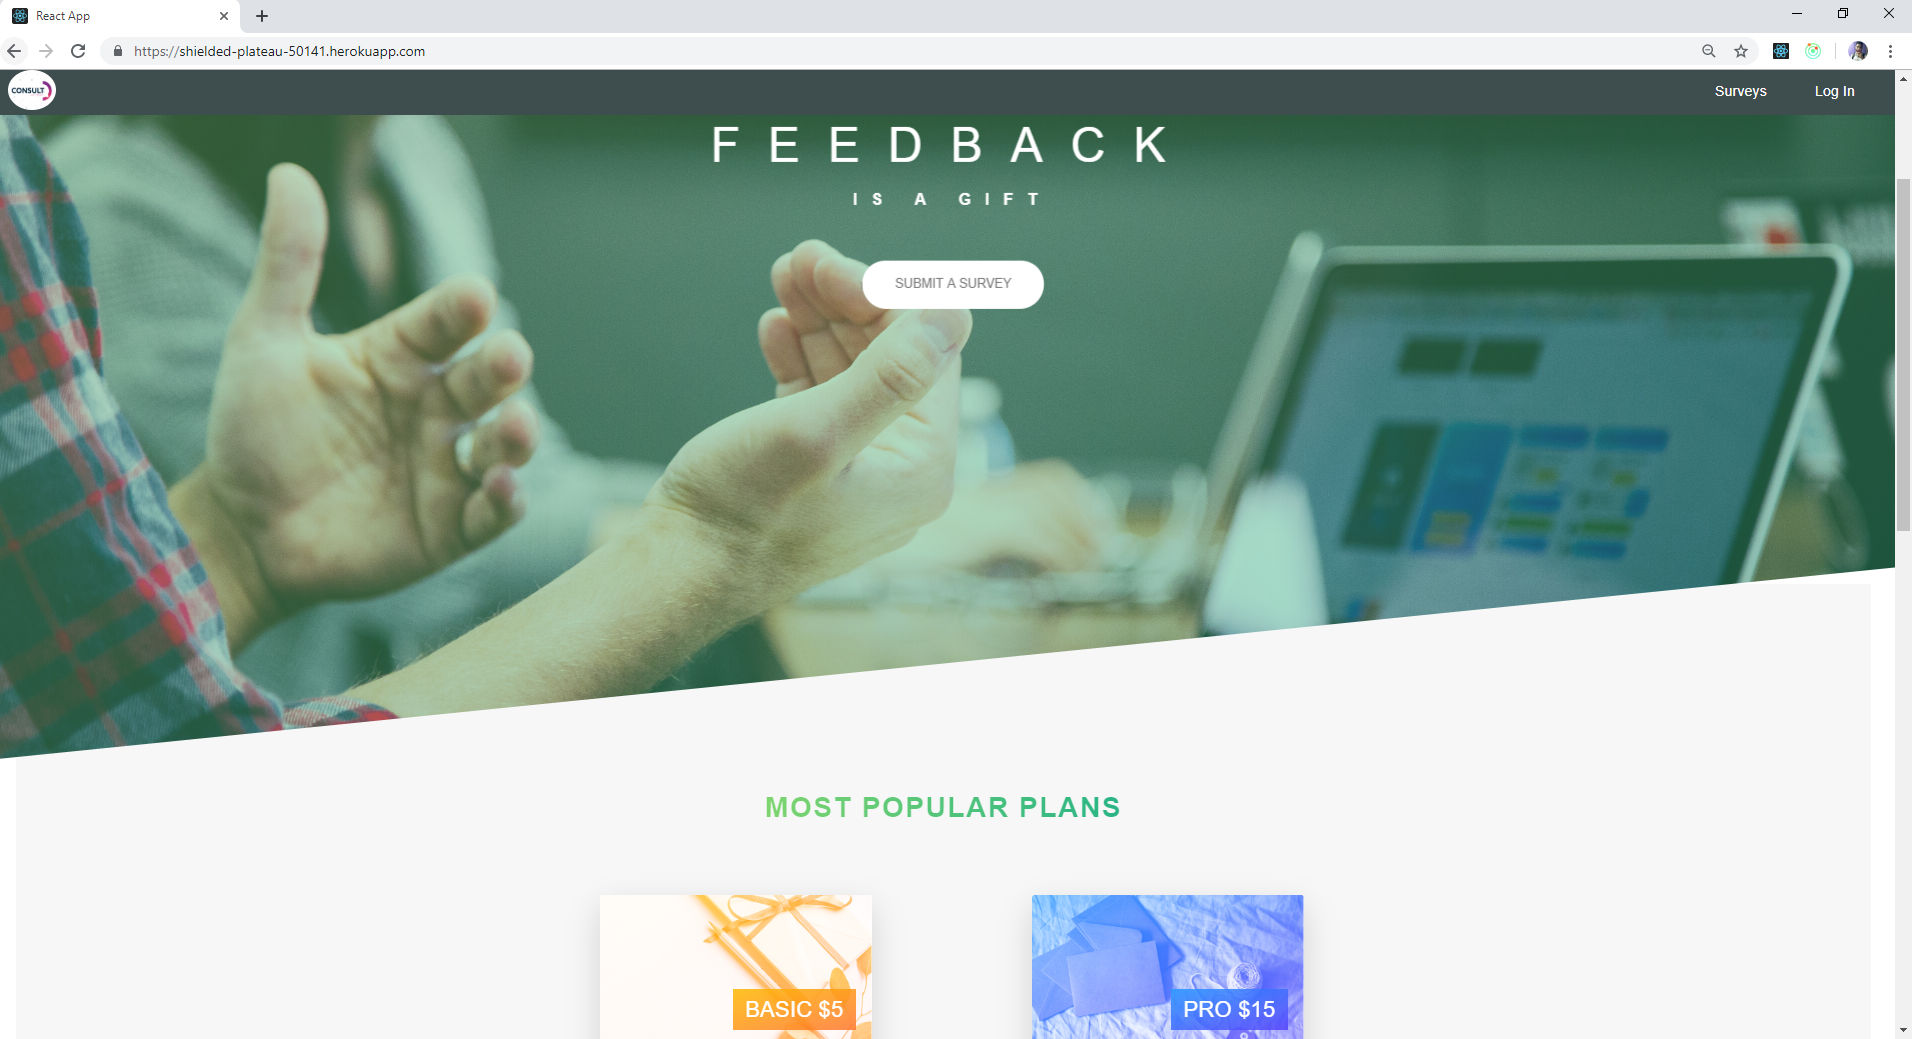 React App
https://shielded-plateau-50141.herokuapp.com
CONSULT
Surveys
Log In
FEEDBACK
IS A GIFT
SUBMIT A SURVEY
MOST POPULAR PLANS
BASIC $5
PRO $15